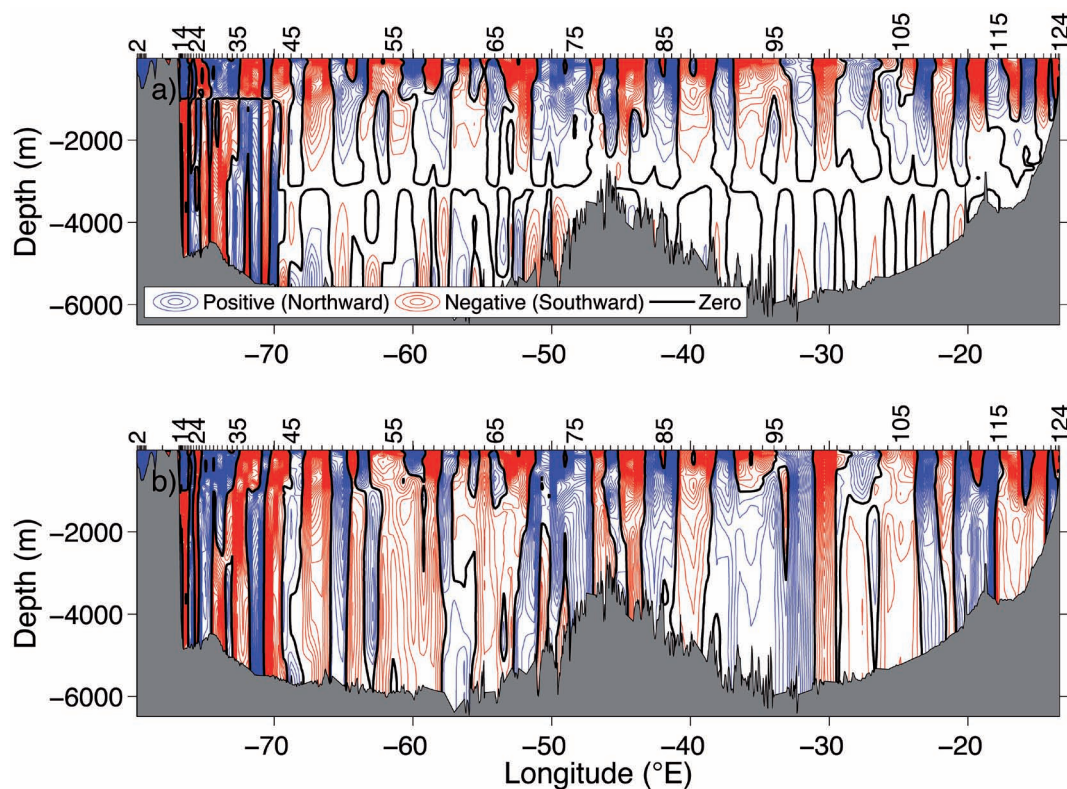 2 14 24 35 45 55 65 75 85 95 105 115 124
a)
−2000
−4000
−6000
Depth (m)
Positive (Northward) Negative (Southward) Zero
−70 −60 −50 −40 −30 −20
2 14 24 35 45 55 65 75 85 95 105 115 124
b)
−2000
−4000
−6000
Depth (m)
−70 −60 −50 −40 −30 −20
Longitude (°E)